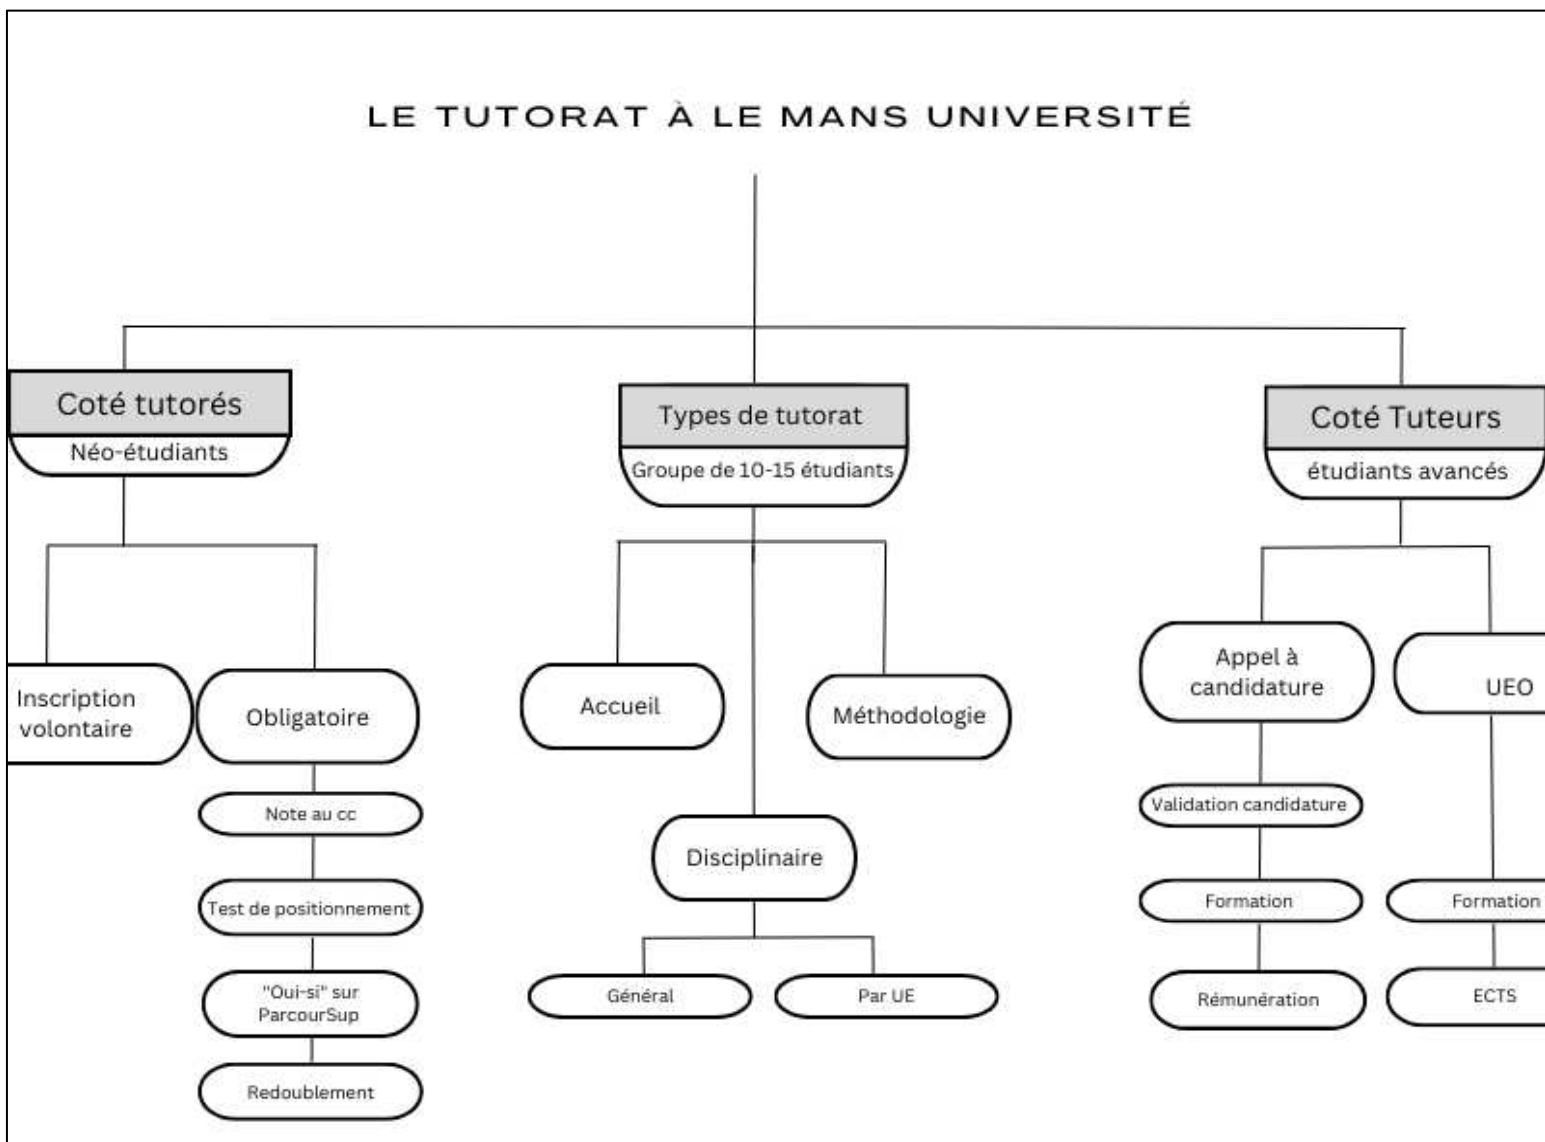 LE TUTORAT À LE MANS UNIVERSITÉ
Coté tutorés
Néo-étudiants
Types de tutorat
Groupe de 10-15 étudiants
Coté Tuteurs
étudiants avancés
Inscription
volontaire
Obligatoire
Note au cc
Test de positionnement
"Oui-si" sur
ParcourSup
Redoublement
Accueil
Méthodologie
Disciplinaire
Général
Par UE
Appel à
candidature
Validation candidature
Formation
Rémunération
UEO
Formation
ECTS